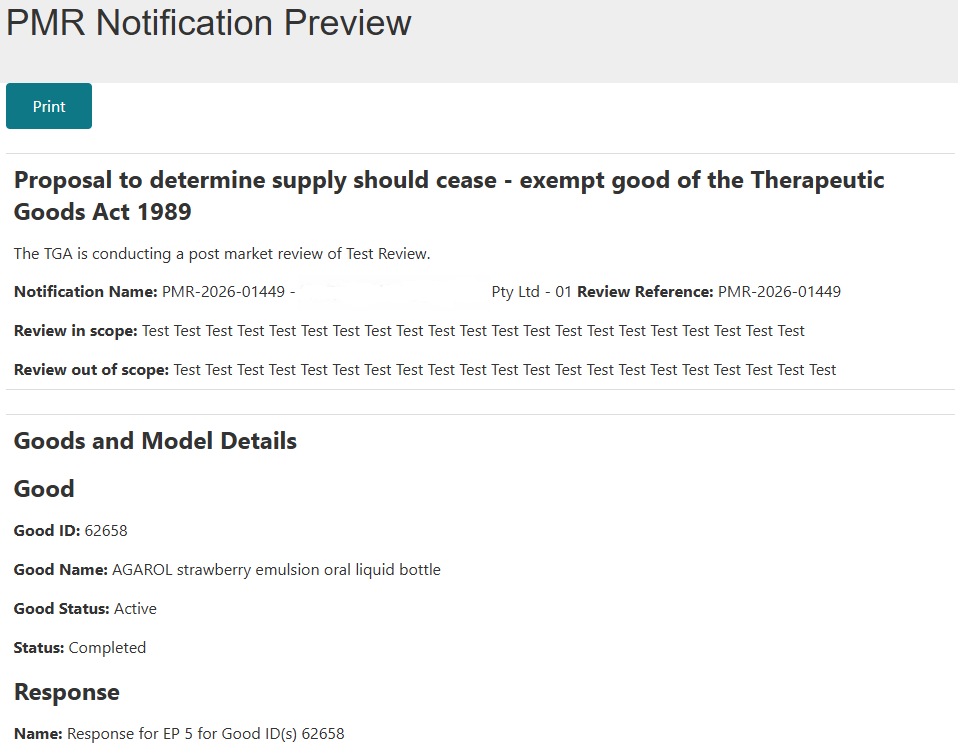 PMR Notification Preview
Print
Proposal to determine supply should cease - exempt good of the Therapeutic
Goods Act 1989
The TGA is conducting a post market review of Test Review.
Notification Name: PMR-2026-01449 - Pty Ltd - 01 Review Reference: PMR-2026-01449
Review in scope: Test Test Test Test Test Test Test Test Test Test Test Test Test Test Test Test Test Test Test Test Test
Review out of scope: Test Test Test Test Test Test Test Test Test Test Test Test Test Test Test Test Test Test Test Test Test
Goods and Model Details
Good
Good ID: 62658
Good Name: AGAROL strawberry emulsion oral liquid bottle
Good Status: Active
Status: Completed
Response
Name: Response for EP 5 for Good ID(s) 62658